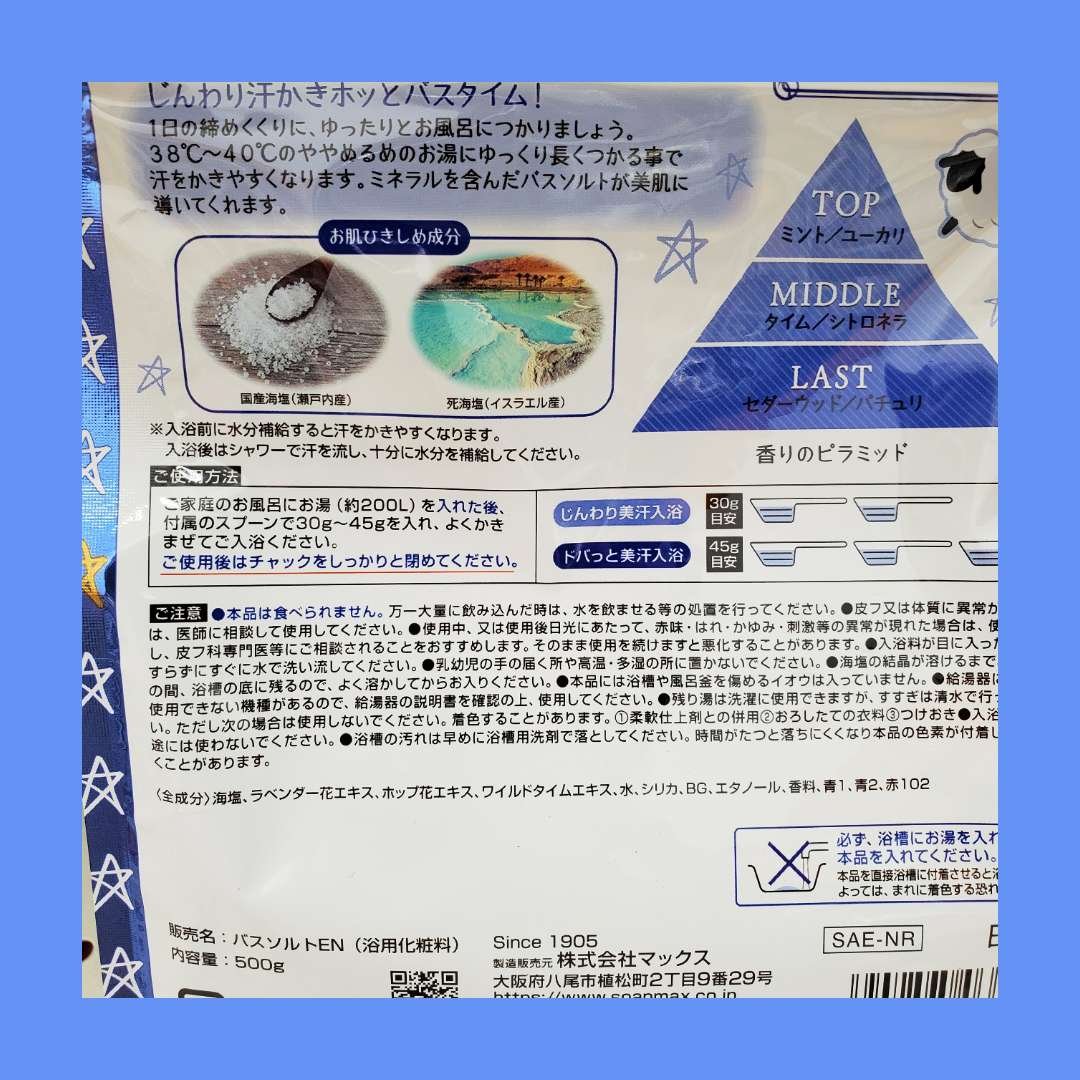 じんわり汗かきホッとバスタイム!
1日の締めくくりに、ゆったりとお風呂につかりましょう。
38℃〜40℃のややぬるめのお湯にゆっくり長くつかる事で
汗をかきやすくなります。ミネラルを含んだバスソルトが美肌に
導いてくれます。
お肌ひきしめ成分
国産海塩(瀬戸内産)
死海塩(イスラエル産)
※入浴前に水分補給すると汗をかきやすくなります。
入浴後はシャワーで汗を流し、十分に水分を補給してください。
TOP
ミント/ユーカリ
MIDDLE
タイム/シトロネラ
LAST
セダーウッド/パチュリ
香りのピラミッド
ご使用方法
ご家庭のお風呂にお湯(約200L)を入れた後、
付属のスプーンで30g〜45gを入れ、よくかき
まぜてご入浴ください。
ご使用後はチャックをしっかりと閉めてください。
じんわり美汗入浴
30g
目安
ドバっと美汗入浴
45g
目安
ご注意 ●本品は食べられません。万一大量に飲み込んだ時は、水を飲ませる等の処置を行ってください。●皮フ又は体質に異常が
は、医師に相談して使用してください。●使用中、又は使用後日光にあたって、赤味・はれ・かゆみ・刺激等の異常が現れた場合は、使
し、皮フ科専門医等にご相談されることをおすすめします。そのまま使用を続けますと悪化することがあります。●入浴料が目に入っ
すらずにすぐに水で洗い流してください。●乳幼児の手の届く所や高温・多湿の所に置かないでください。●海塩の結晶が溶けるまで
の間、浴槽の底に残るので、よく溶かしてからお入りください。●本品には浴槽や風呂釜を傷めるイオウは入っていません。●給湯器に
使用できない機種があるので、給湯器の説明書を確認の上、使用してください。●残り湯は洗濯に使用できますが、すすぎは清水で行っ
い。ただし次の場合は使用しないでください。着色することがあります。①柔軟仕上剤との併用②おろしたての衣料③つけおき●入浴
途には使わないでください。●浴槽の汚れは早めに浴槽用洗剤で落としてください。時間がたつと落ちにくくなり本品の色素が付着し
くことがあります。
〈全成分〉海塩、ラベンダー花エキス、ホップ花エキス、ワイルドタイムエキス、水、シリカ、BG、エタノール、香料、青1、青2、赤102
必ず、浴槽にお湯を入れ
本品を入れてください。
本品を直接浴槽に付着させると
よっては、まれに着色する恐れ
販売名:バスソルトEN(浴用化粧料)
内容量:500g
Since 1905
製造販売元 株式会社マックス
大阪府八尾市植松町2丁目9番29号
https://www.soapmax.co.jp
SAE-NR